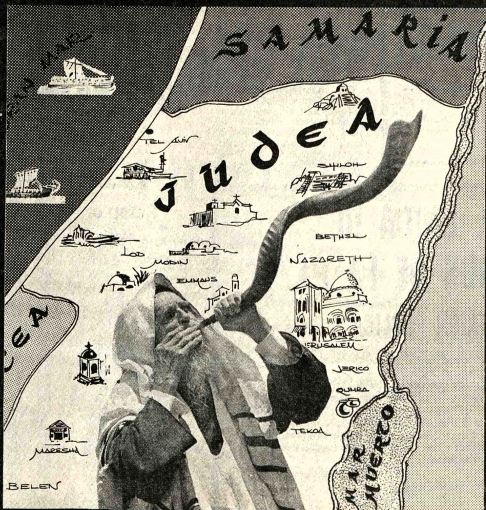 SAMARIA
JUDEA
TEL AVIV
SHILOH
BETHEL
LOD
MODIN
NAZARETH
EMMAUS
JERUSALEM
JERICO
QUMRA
TEKOA
MARESHA
MAR MUERTO
BELEN